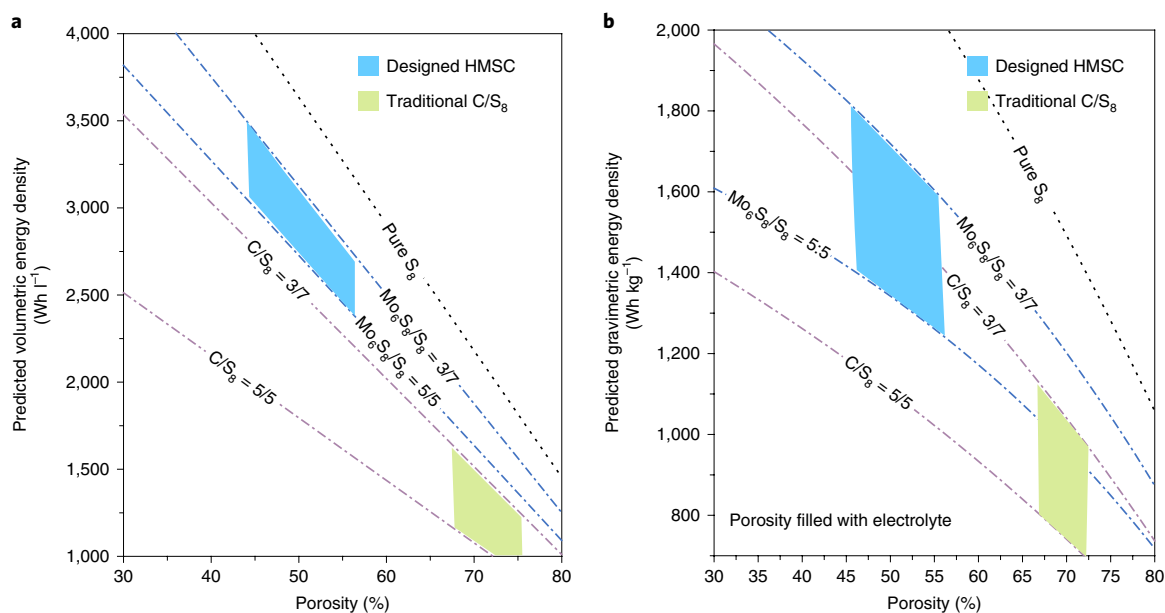 a
4,000
3,500
3,000
2,500
2,000
1,500
1,000
Predicted volumetric energy density
(Wh l⁻¹)
30
40
50
60
70
80
Porosity (%)
Designed HMSC
Traditional C/S₈
Pure S₈
Mo₆S₈/S₈ = 3/7
Mo₆S₈/S₈ = 5/5
C/S₈ = 3/7
C/S₈ = 5/5
b
2,000
1,800
1,600
1,400
1,200
1,000
800
Predicted gravimetric energy density
(Wh kg⁻¹)
30
35
40
45
50
55
60
65
70
75
80
Porosity (%)
Designed HMSC
Traditional C/S₈
Pure S₈
Mo₆S₈/S₈ = 3/7
Mo₆S₈/S₈ = 5:5
C/S₈ = 3/7
C/S₈ = 5/5
Porosity filled with electrolyte